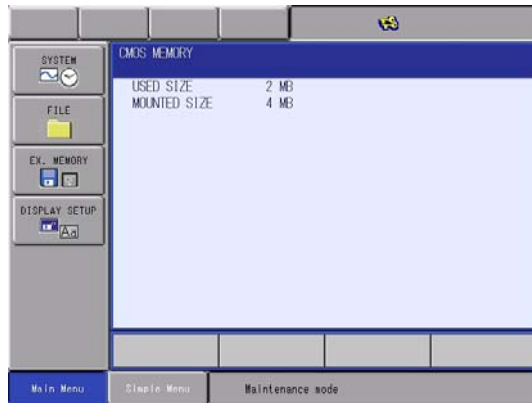 SYSTEM
FILE
EX. MEMORY
DISPLAY SETUP
CMOS MEMORY
USED SIZE 2 MB
MOUNTED SIZE 4 MB
Main Menu
Simple Menu
Maintenance mode